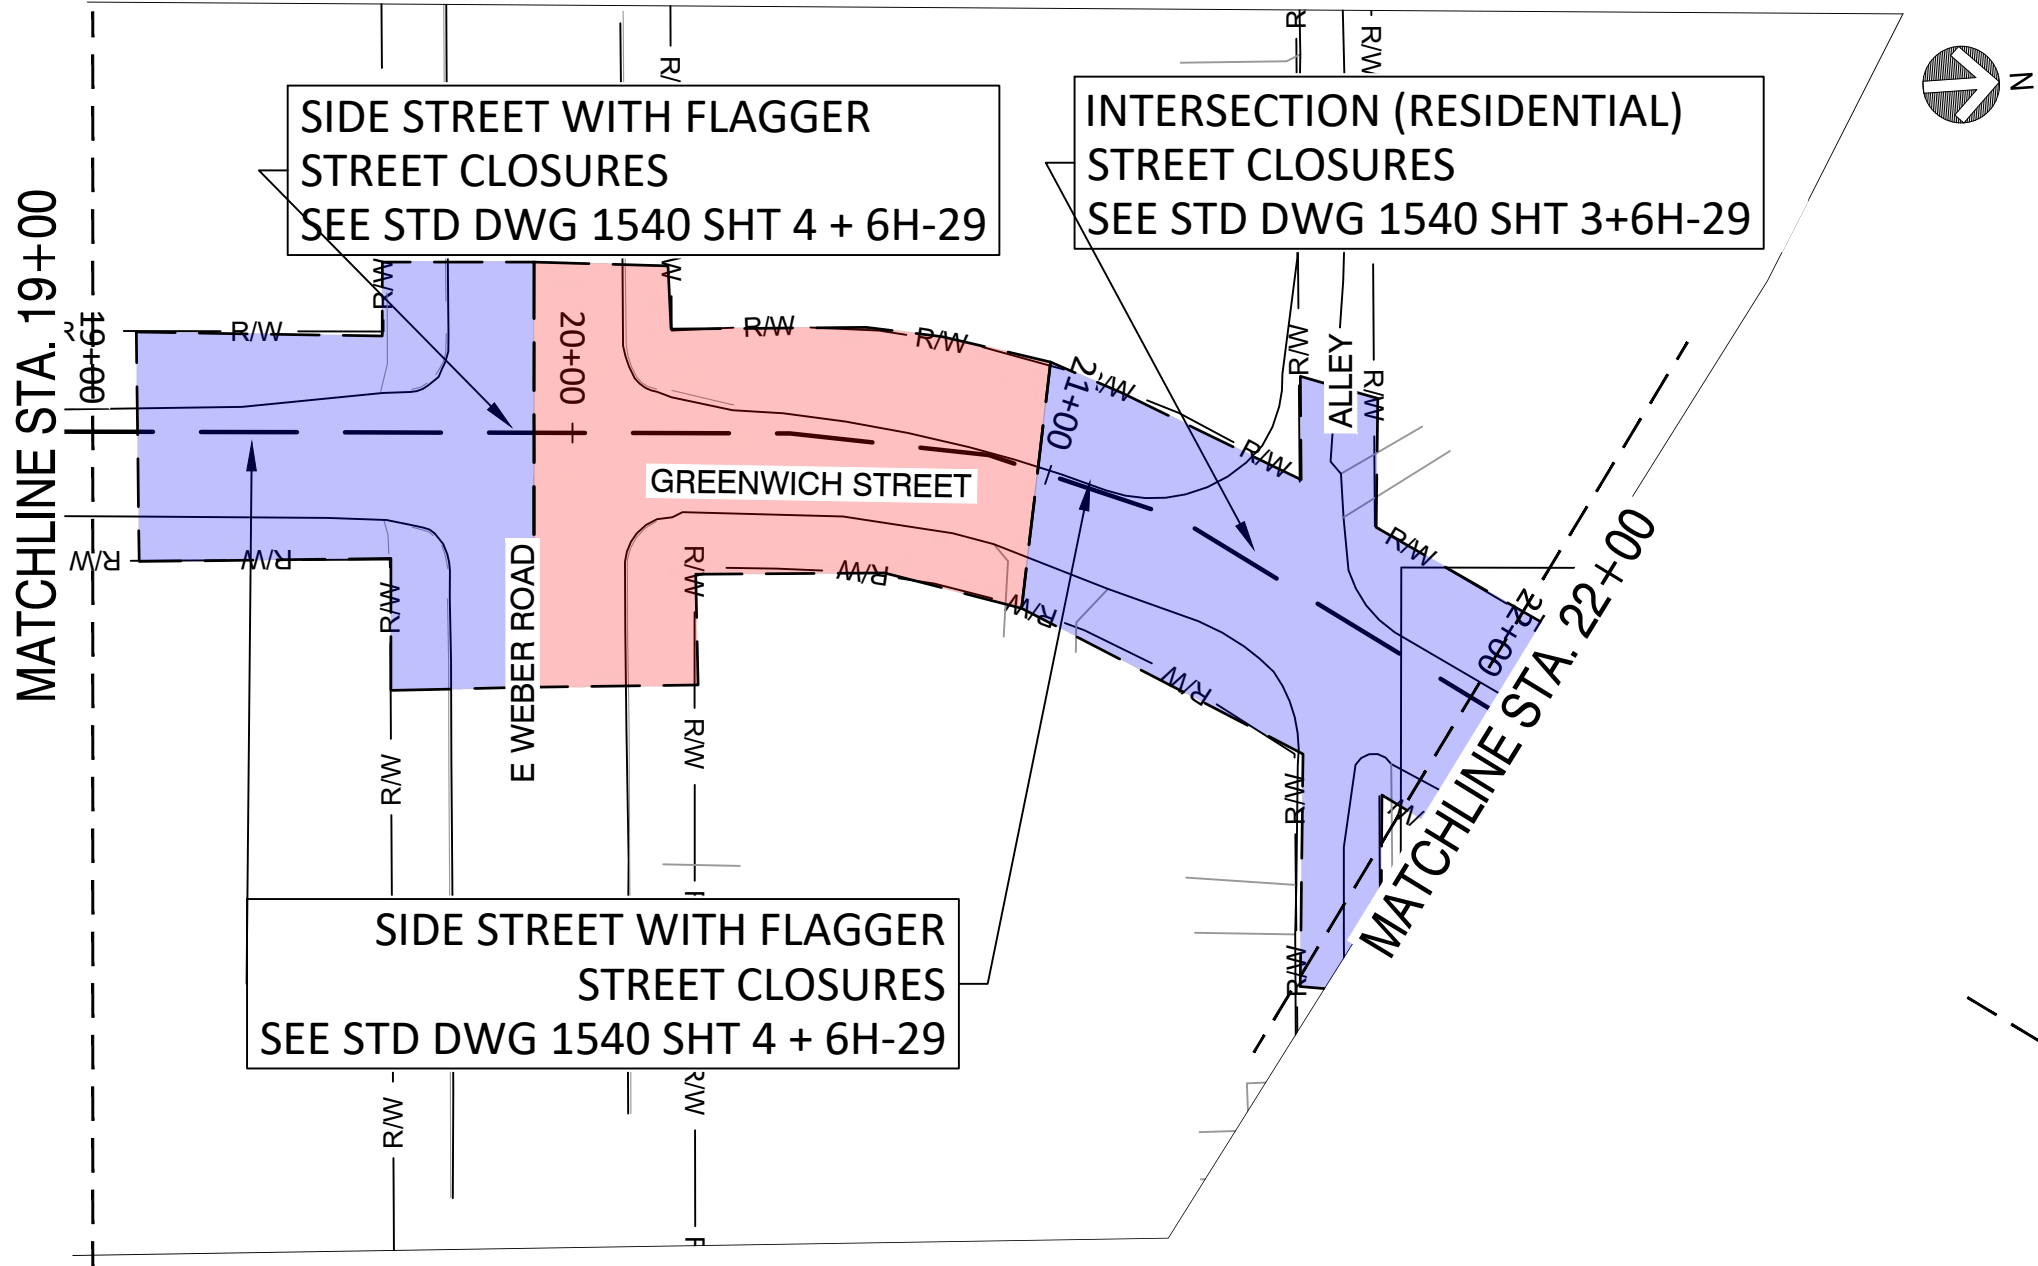 R/W
R/W
R/
R/W
N
SIDE STREET WITH FLAGGER
STREET CLOSURES
SEE STD DWG 1540 SHT 4 + 6H-29
INTERSECTION (RESIDENTIAL)
STREET CLOSURES
SEE STD DWG 1540 SHT 3+6H-29
MATCHLINE STA. 19+00
19+00
R/W
R/W
20+00
R/W
R/W
21+00
R/W
R/W
R/W
ALLEY
R/W
GREENWICH STREET
R/W
R/W
R/W
E WEBER ROAD
R/W
R/W
R/W
R/W
R/W
R/W
22+00
MATCHLINE STA. 22+00
R/W
R/W
R/W
R/W
SIDE STREET WITH FLAGGER
STREET CLOSURES
SEE STD DWG 1540 SHT 4 + 6H-29
R/W
R/W
R/W